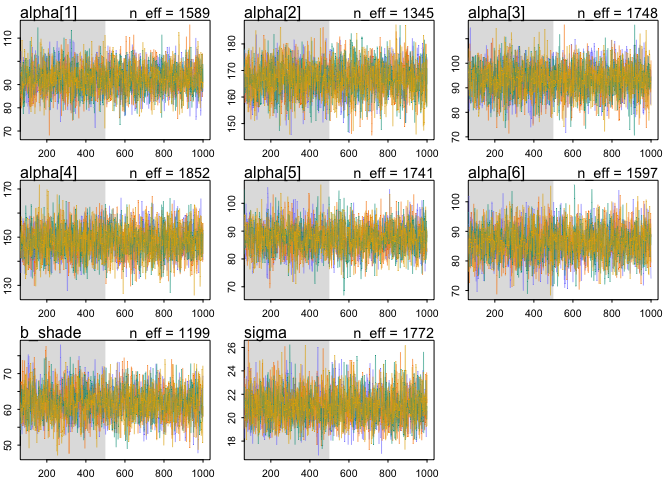 alpha[1] n_eff = 1589 alpha[2] n_eff = 1345 alpha[3] n_eff = 1748
70 80 90 110
150 160 170 180
70 80 90 100
200 400 600 800 1000 200 400 600 800 1000 200 400 600 800 1000
alpha[4] n_eff = 1852 alpha[5] n_eff = 1741 alpha[6] n_eff = 1597
130 150 170
70 80 90 100
70 80 90 100
200 400 600 800 1000 200 400 600 800 1000 200 400 600 800 1000
b_shade n_eff = 1199 sigma n_eff = 1772
50 60 70
18 20 22 24 26
200 400 600 800 1000 200 400 600 800 1000